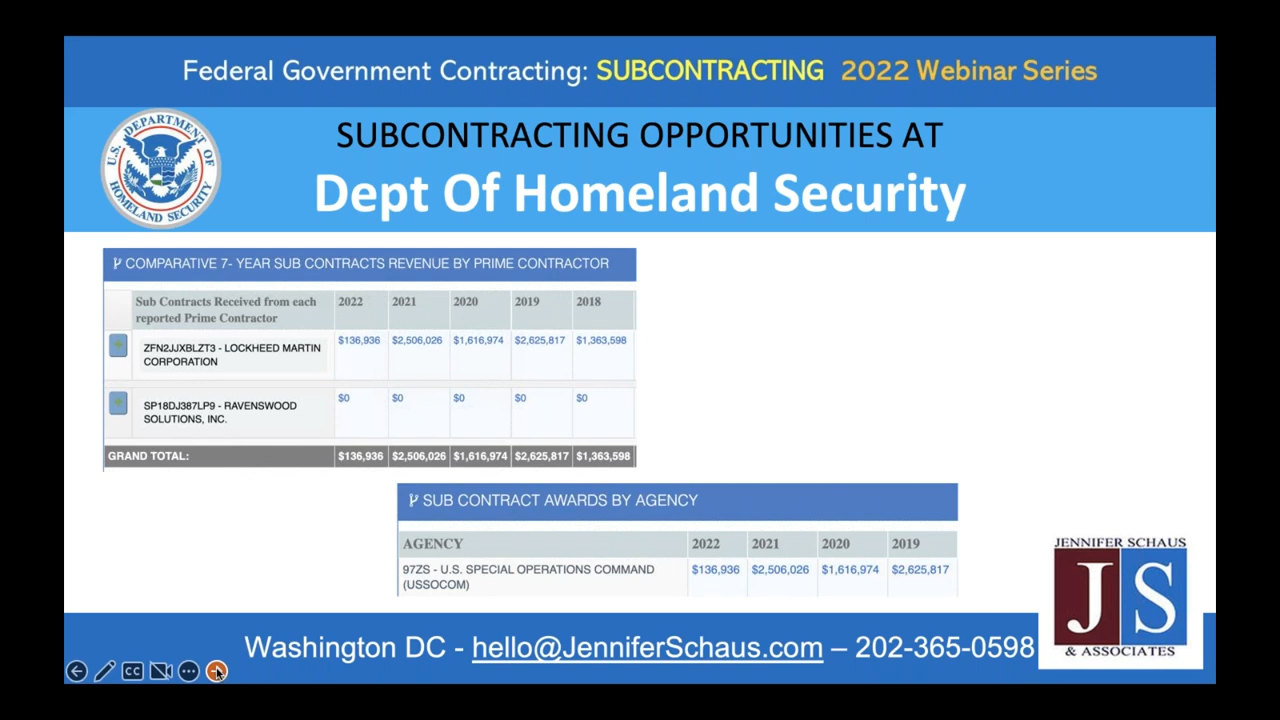 Federal Government Contracting: SUBCONTRACTING 2022 Webinar Series
U.S. DEPARTMENT OF HOMELAND SECURITY
SUBCONTRACTING OPPORTUNITIES AT
Dept Of Homeland Security
COMPARATIVE 7- YEAR SUB CONTRACTS REVENUE BY PRIME CONTRACTOR
Sub Contracts Received from each 2022 2021 2020 2019 2018
reported Prime Contractor
$136,936 $2,506,026 $1,616,974 $2,625,817 $1,363,598
ZFN2JJXBLZT3 - LOCKHEED MARTIN
CORPORATION
$0 $0 $0 $0 $0
SP18DJ387LP9 - RAVENSWOOD
SOLUTIONS, INC.
GRAND TOTAL: $136,936 $2,506,026 $1,616,974 $2,625,817 $1,363,598
SUB CONTRACT AWARDS BY AGENCY
AGENCY 2022 2021 2020 2019
97ZS - U.S. SPECIAL OPERATIONS COMMAND $136,936 $2,506,026 $1,616,974 $2,625,817
(USSOCOM)
JENNIFER SCHAUS
JS
& ASSOCIATES
Washington DC - hello@JenniferSchaus.com – 202-365-0598
CC